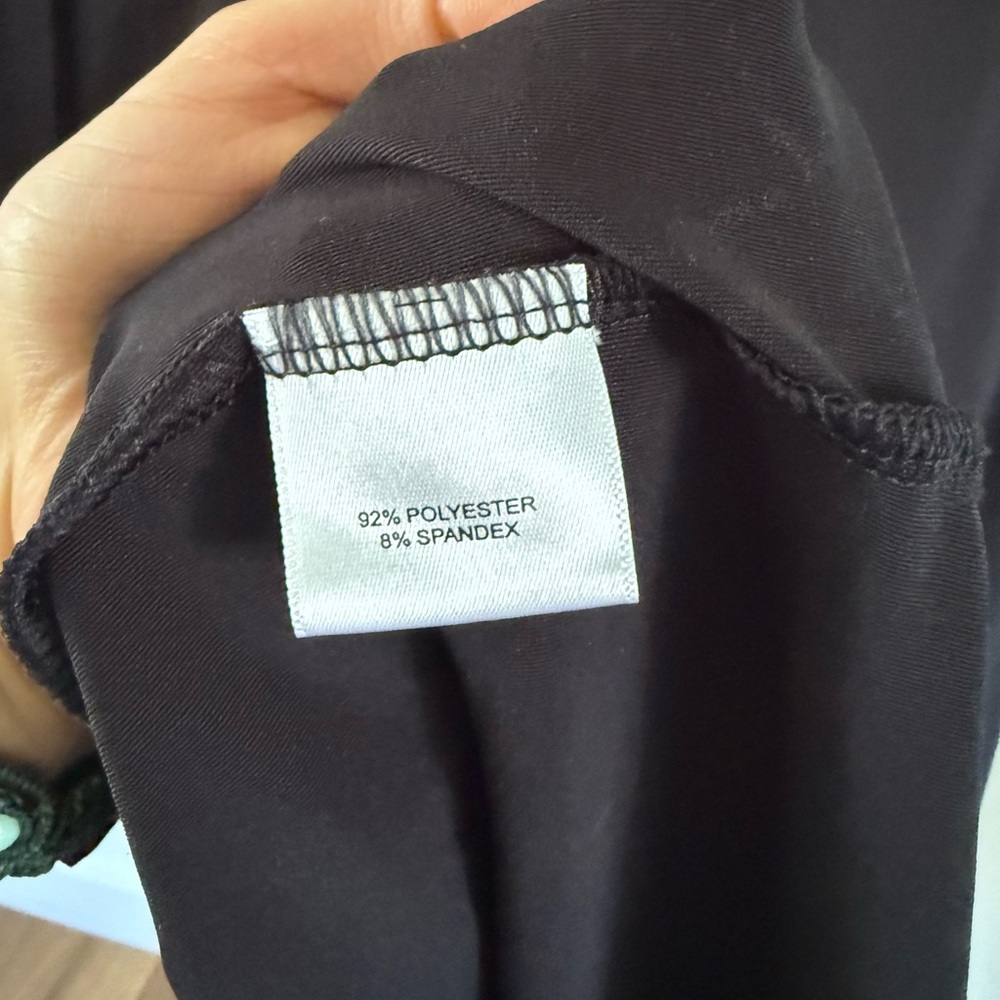 92% POLYESTER
8% SPANDEX